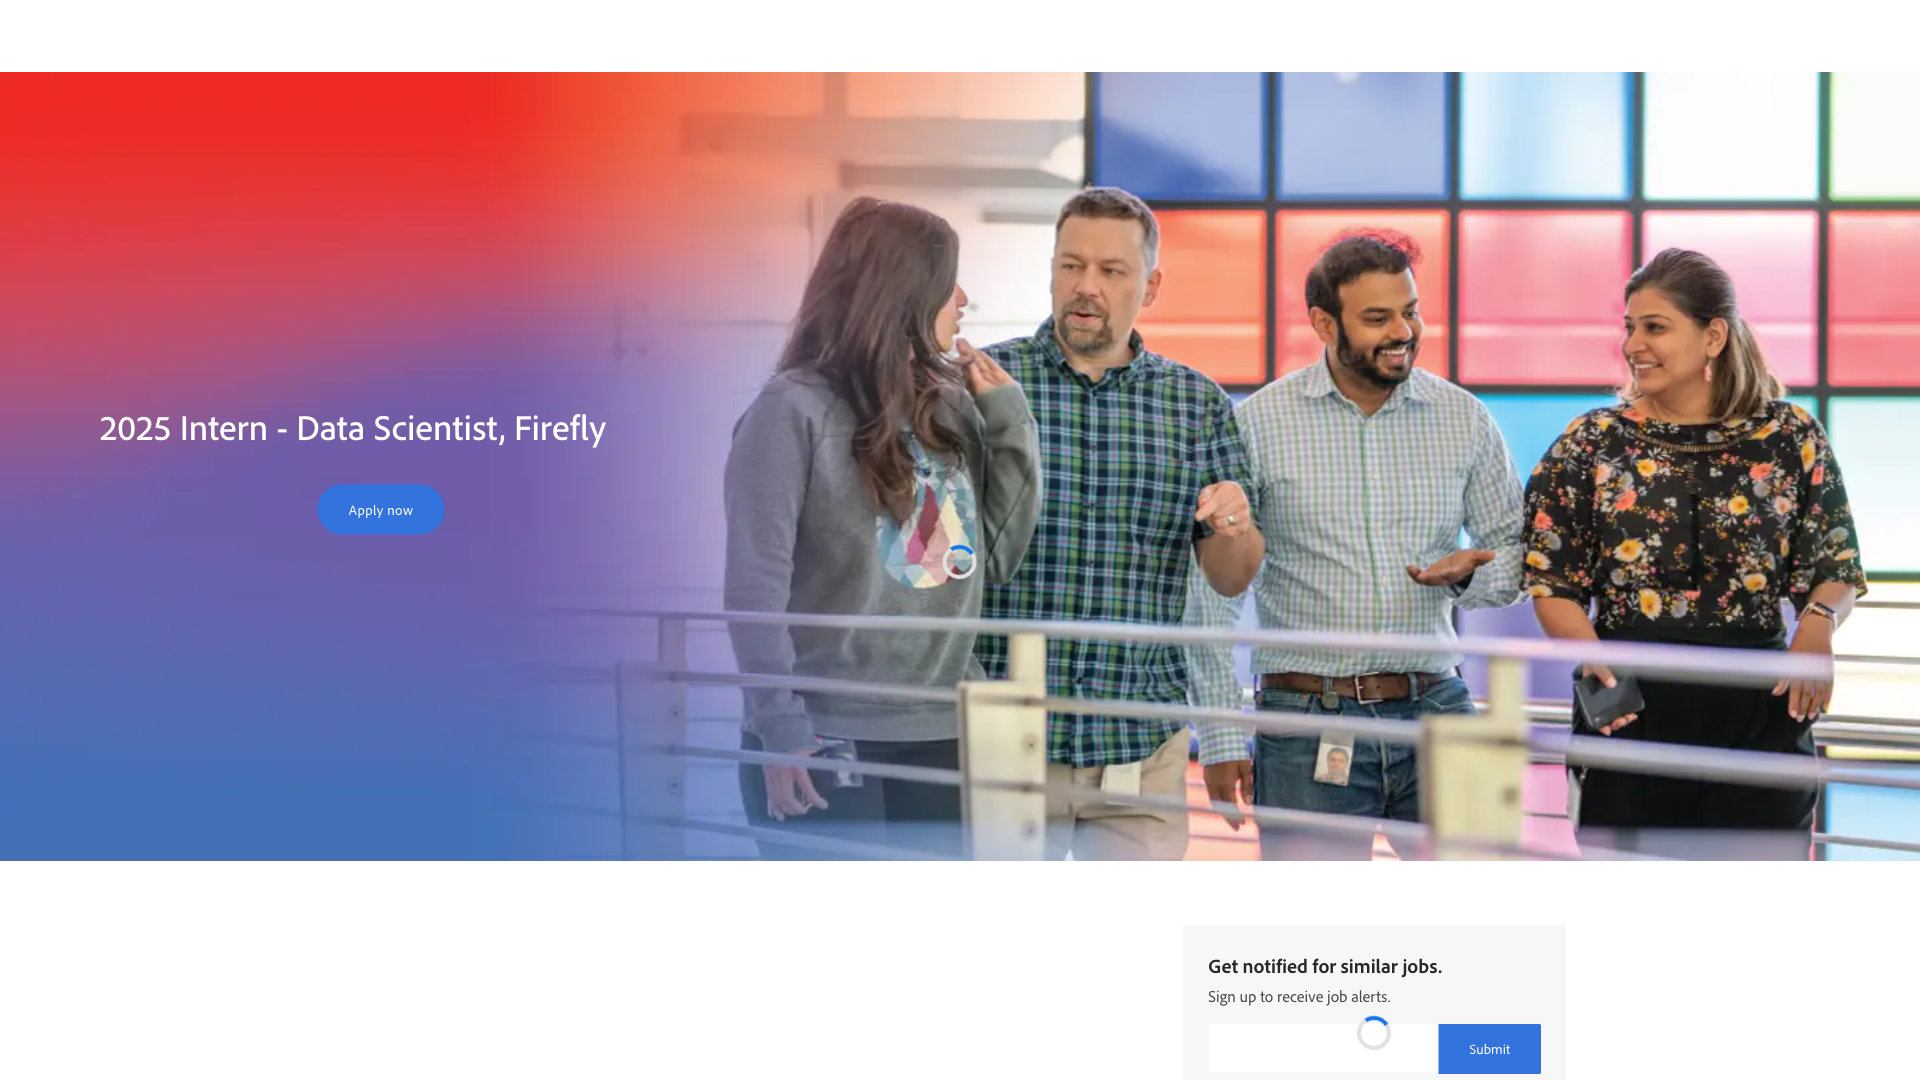 2025 Intern - Data Scientist, Firefly
Apply now
Get notified for similar jobs.
Sign up to receive job alerts.
Submit